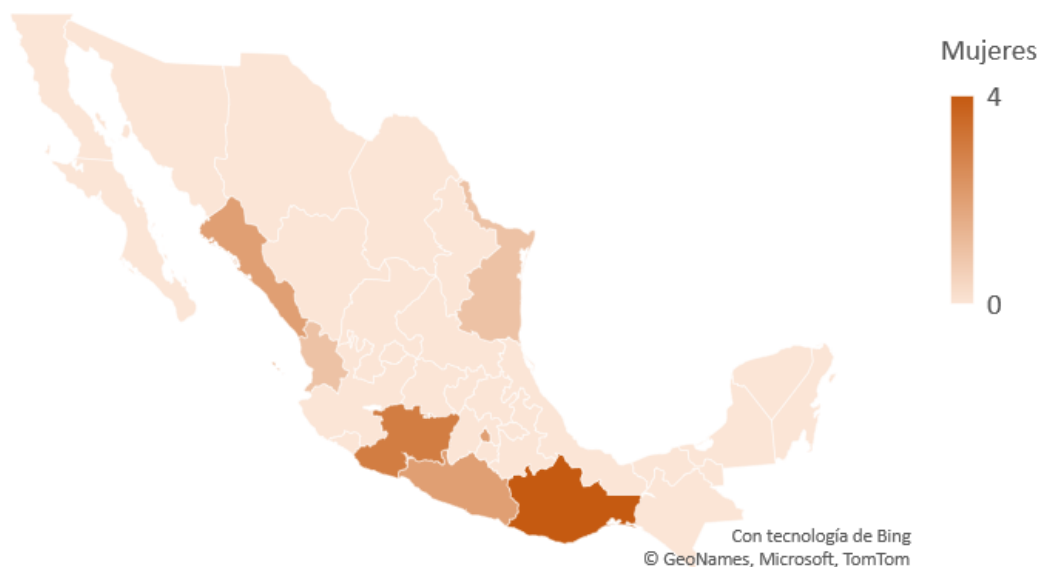 Mujeres
4
0
Con tecnología de Bing
© GeoNames, Microsoft, TomTom